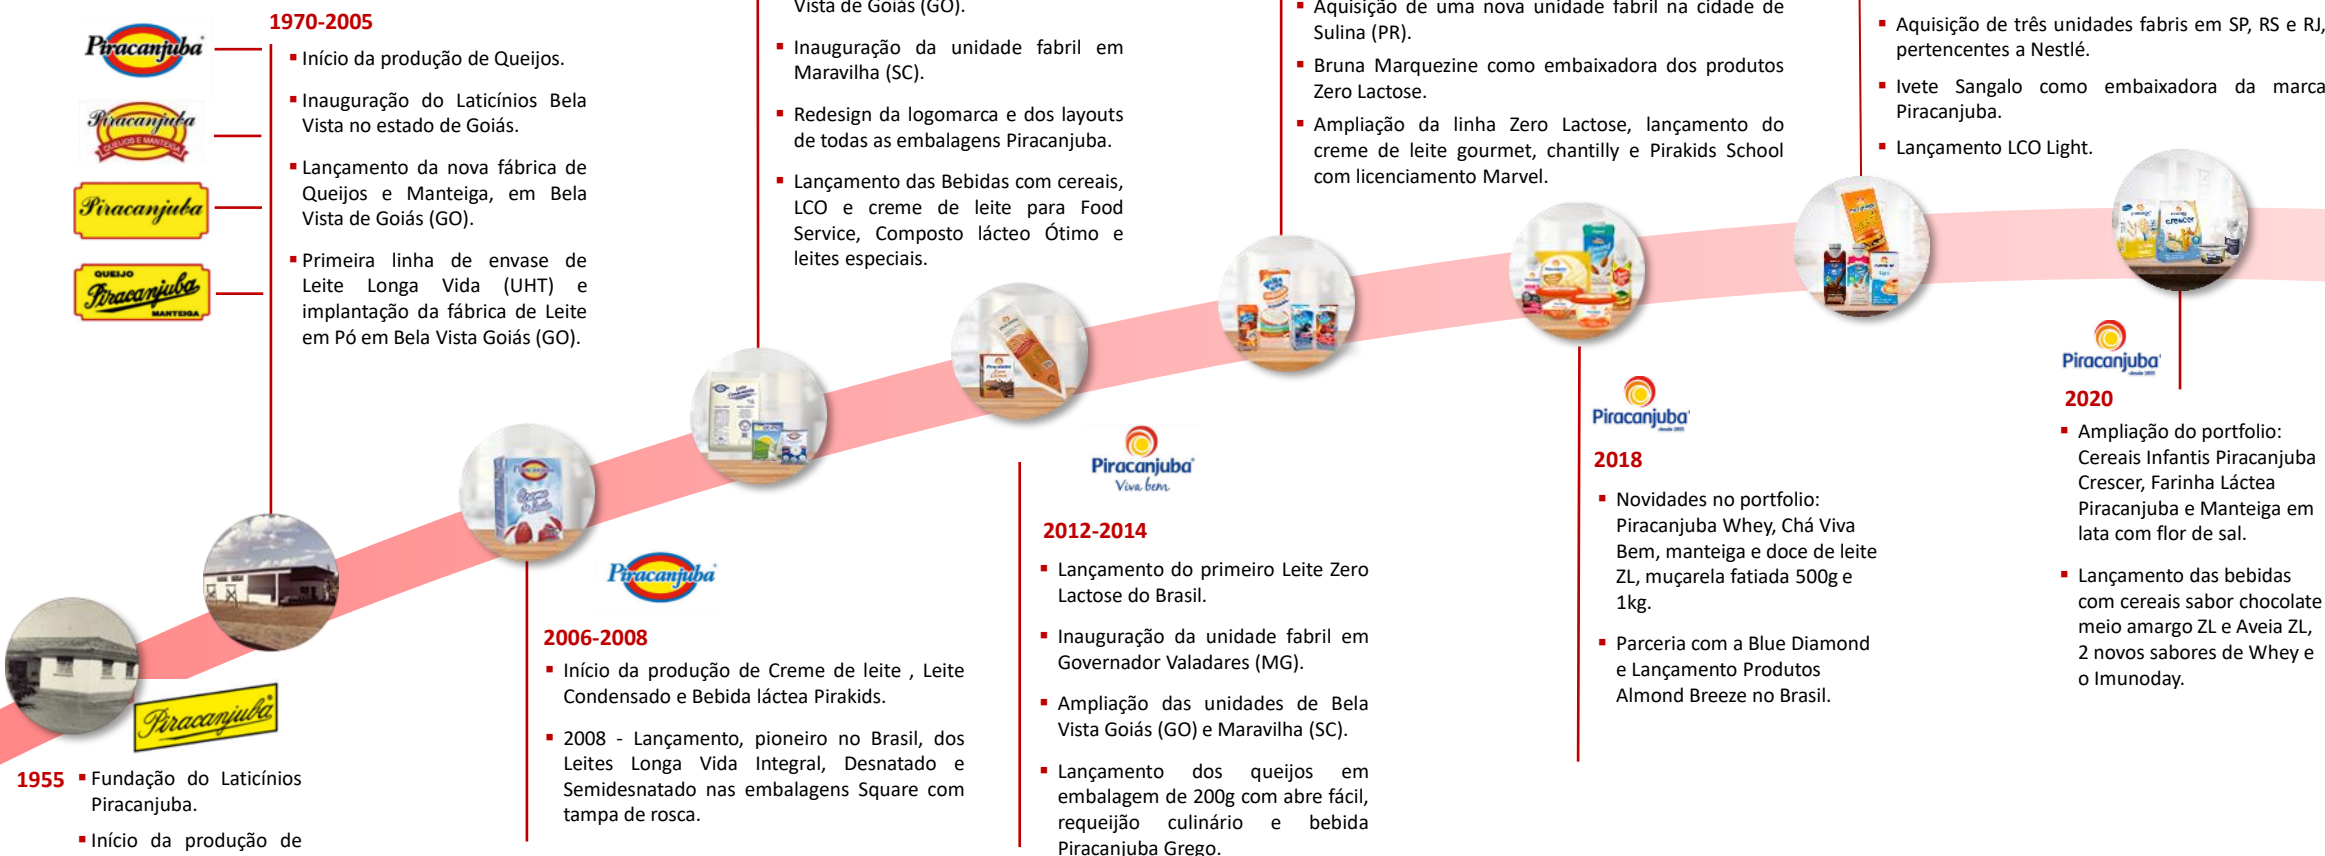 Piracanjuba
Piracanjuba
QUEIJOS E MANTEIGA
Piracanjuba
QUEIJO
Piracanjuba
MANTEIGA
1970-2005
▪ Início da produção de Queijos.
▪ Inauguração do Laticínios Bela
Vista no estado de Goiás.
▪ Lançamento da nova fábrica de
Queijos e Manteiga, em Bela
Vista de Goiás (GO).
▪ Primeira linha de envase de
Leite Longa Vida (UHT) e
implantação da fábrica de Leite
em Pó em Bela Vista Goiás (GO).
Vista de Goiás (GO).
▪ Inauguração da unidade fabril em
Maravilha (SC).
▪ Redesign da logomarca e dos layouts
de todas as embalagens Piracanjuba.
▪ Lançamento das Bebidas com cereais,
LCO e creme de leite para Food
Service, Composto lácteo Ótimo e
leites especiais.
▪ Aquisição de uma nova unidade fabril na cidade de
Sulina (PR).
▪ Bruna Marquezine como embaixadora dos produtos
Zero Lactose.
▪ Ampliação da linha Zero Lactose, lançamento do
creme de leite gourmet, chantilly e Pirakids School
com licenciamento Marvel.
▪ Aquisição de três unidades fabris em SP, RS e RJ,
pertencentes a Nestlé.
▪ Ivete Sangalo como embaixadora da marca
Piracanjuba.
▪ Lançamento LCO Light.
Piracanjuba
1955
▪ Fundação do Laticínios
Piracanjuba.
▪ Início da produção de
Creme
de leite
Piracanjuba
2006-2008
▪ Início da produção de Creme de leite , Leite
Condensado e Bebida láctea Pirakids.
▪ 2008 - Lançamento, pioneiro no Brasil, dos
Leites Longa Vida Integral, Desnatado e
Semidesnatado nas embalagens Square com
tampa de rosca.
Piracanjuba
Viva bem
2012-2014
▪ Lançamento do primeiro Leite Zero
Lactose do Brasil.
▪ Inauguração da unidade fabril em
Governador Valadares (MG).
▪ Ampliação das unidades de Bela
Vista Goiás (GO) e Maravilha (SC).
▪ Lançamento dos queijos em
embalagem de 200g com abre fácil,
requeijão culinário e bebida
Piracanjuba Grego.
Piracanjuba
desde 1955
2018
▪ Novidades no portfolio:
Piracanjuba Whey, Chá Viva
Bem, manteiga e doce de leite
ZL, muçarela fatiada 500g e
1kg.
▪ Parceria com a Blue Diamond
e Lançamento Produtos
Almond Breeze no Brasil.
Piracanjuba
desde 1955
2020
▪ Ampliação do portfolio:
Cereais Infantis Piracanjuba
Crescer, Farinha Láctea
Piracanjuba e Manteiga em
lata com flor de sal.
▪ Lançamento das bebidas
com cereais sabor chocolate
meio amargo ZL e Aveia ZL,
2 novos sabores de Whey e
o Imunoday.